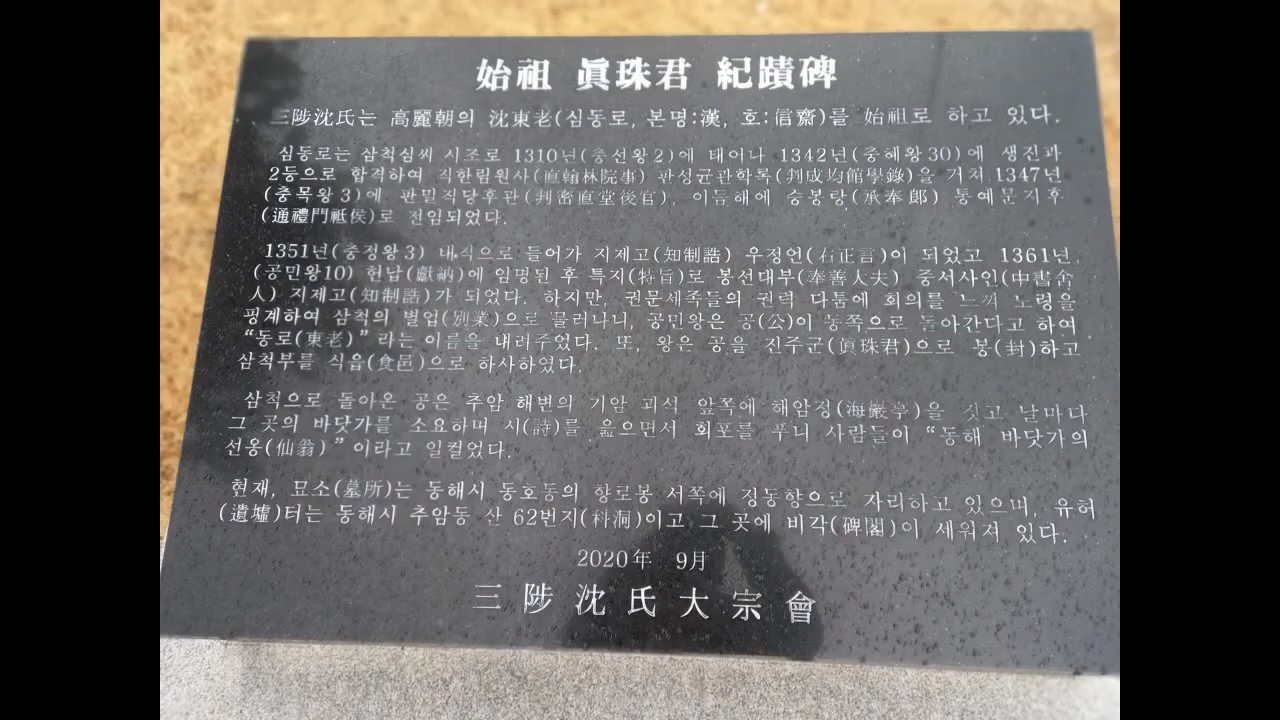 始祖 眞珠君 紀蹟碑
三陟沈氏는 高麗朝의 沈東老(심동로, 본명:漢, 호:信齋)를 始祖로 하고 있다.
심동로는 삼척심씨 시조로 1310년(충선왕2)에 태어나 1342년(충혜왕30)에 생진과
2등으로 합격하여 직한림원사(直翰林院事) 판성균관학록(判成均館學錄)을 거쳐 1347년
(충목왕3)에 판밀직당후관(判密直堂後官), 이듬해에 승봉랑(承奉郞) 통예문지후
(通禮門祗侯)로 전임되었다.
1351년(충정왕3) 내직으로 들어가 지제고(知制誥) 우정언(右正言)이 되었고 1361년
(공민왕10) 헌납(獻納)에 임명된 후 특지(特旨)로 봉선대부(奉善大夫) 중서사인(中書舍
人) 지제고(知制誥)가 되었다. 하지만, 권문세족들의 권력 다툼에 회의를 느껴 노령을
핑계하여 삼척의 별업(別業)으로 물러나니, 공민왕은 공(公)이 동쪽으로 돌아간다고 하여
“동로(東老)”라는 이름을 내려주었다. 또, 왕은 공을 진주군(眞珠君)으로 봉(封)하고
삼척부를 식읍(食邑)으로 하사하였다.
삼척으로 돌아온 공은 추암 해변의 기암 괴석 앞쪽에 해암정(海巖亭)을 짓고 날마다
그 곳의 바닷가를 소요하며 시(詩)를 읊으면서 회포를 푸니 사람들이 “동해 바닷가의
선옹(仙翁)”이라고 일컬었다.
현재, 묘소(墓所)는 동해시 동호동의 향로봉 서쪽에 정동향으로 자리하고 있으며, 유허
(遺墟)터는 동해시 추암동 산 62번지(科洞)이고 그 곳에 비각(碑閣)이 세워져 있다.
2020年 9月
三陟沈氏大宗會